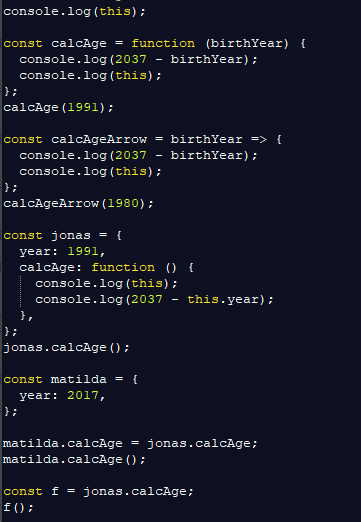 console.log(this);

const calcAge = function (birthYear) {
  console.log(2037 - birthYear);
  console.log(this);
};
calcAge(1991);

const calcAgeArrow = birthYear => {
  console.log(2037 - birthYear);
  console.log(this);
};
calcAgeArrow(1980);

const jonas = {
  year: 1991,
  calcAge: function () {
    console.log(this);
    console.log(2037 - this.year);
  },
};
jonas.calcAge();

const matilda = {
  year: 2017,
};

matilda.calcAge = jonas.calcAge;
matilda.calcAge();

const f = jonas.calcAge;
f();